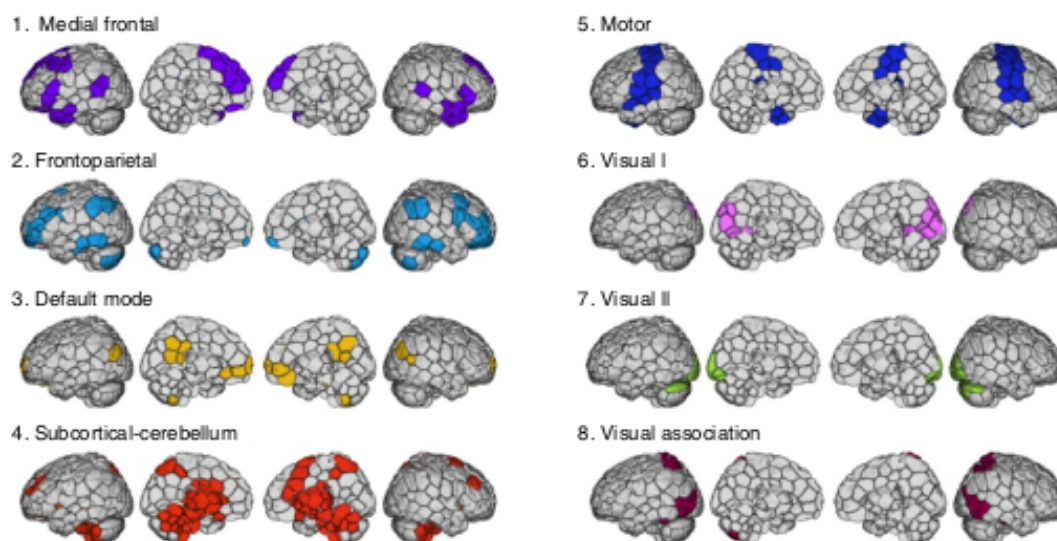 1. Medial frontal
2. Frontoparietal
3. Default mode
4. Subcortical-cerebellum
5. Motor
6. Visual I
7. Visual II
8. Visual association